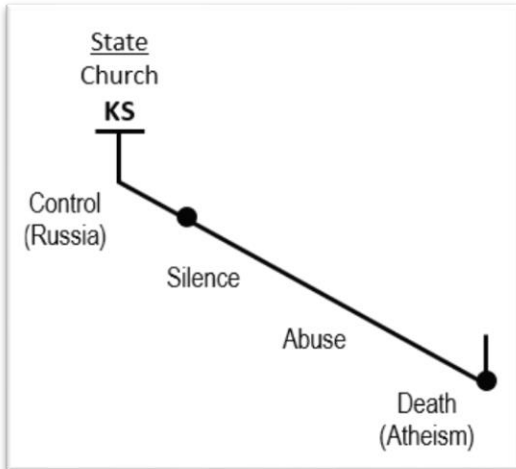 State
Church
KS
Control
(Russia)
Silence
Abuse
Death
(Atheism)